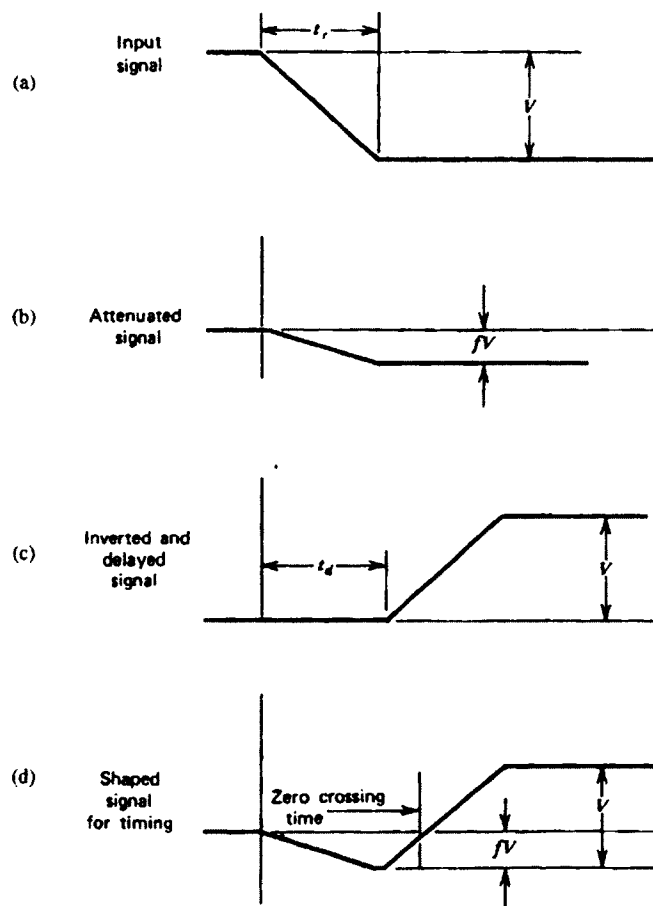 (a)
Input
signal
t_r
V
(b)
Attenuated
signal
fV
(c)
Inverted and
delayed
signal
t_d
V
(d)
Shaped
signal
for timing
Zero crossing
time
fV
V